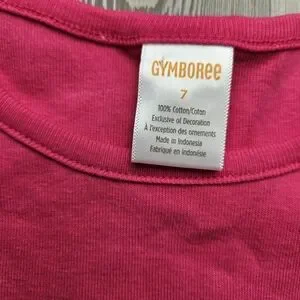 GYMBOREE
7
100% Cotton/Coton
Exclusive of Decoration
À l'exception des ornements
Made in Indonesia
Fabriqué en Indonésie